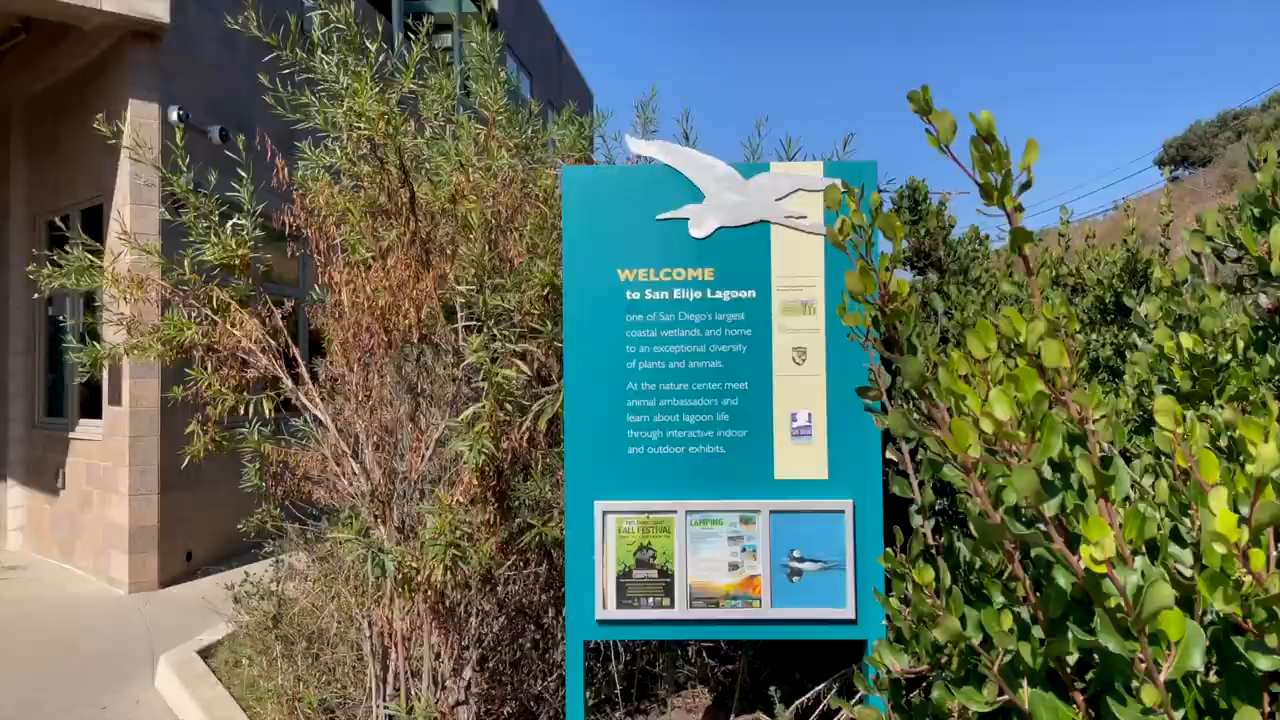 WELCOME
to San Elijo Lagoon
one of San Diego's largest
coastal wetlands, and home
to an exceptional diversity
of plants and animals.
At the nature center, meet
animal ambassadors and
learn about lagoon life
through interactive indoor
and outdoor exhibits.
FALL FESTIVAL
CAMPING